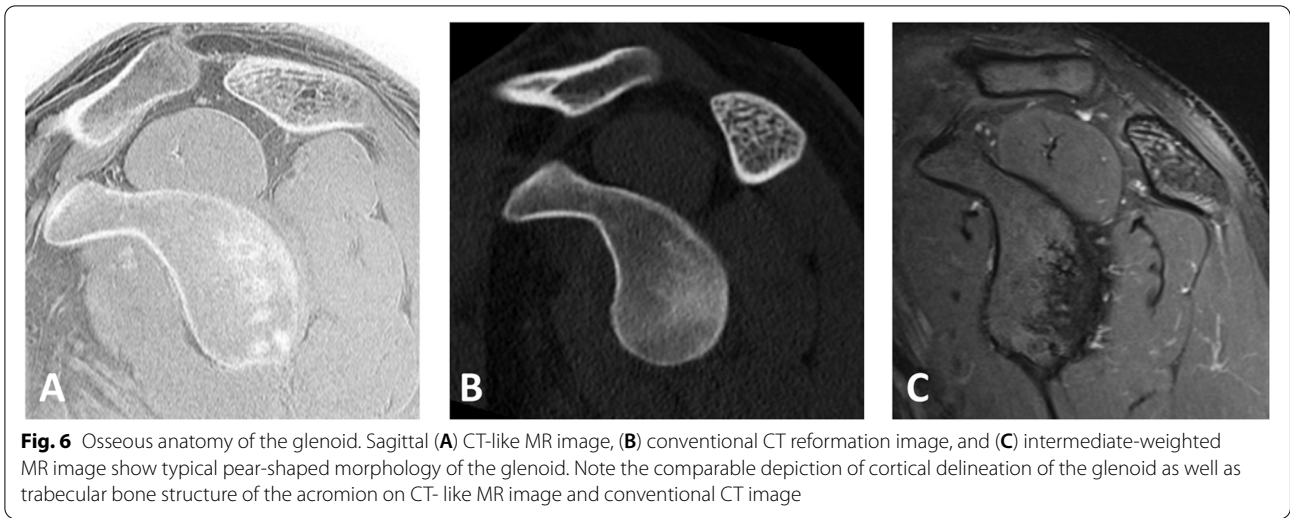 A
B
C
Fig. 6 Osseous anatomy of the glenoid. Sagittal (A) CT-like MR image, (B) conventional CT reformation image, and (C) intermediate-weighted
MR image show typical pear-shaped morphology of the glenoid. Note the comparable depiction of cortical delineation of the glenoid as well as
trabecular bone structure of the acromion on CT- like MR image and conventional CT image